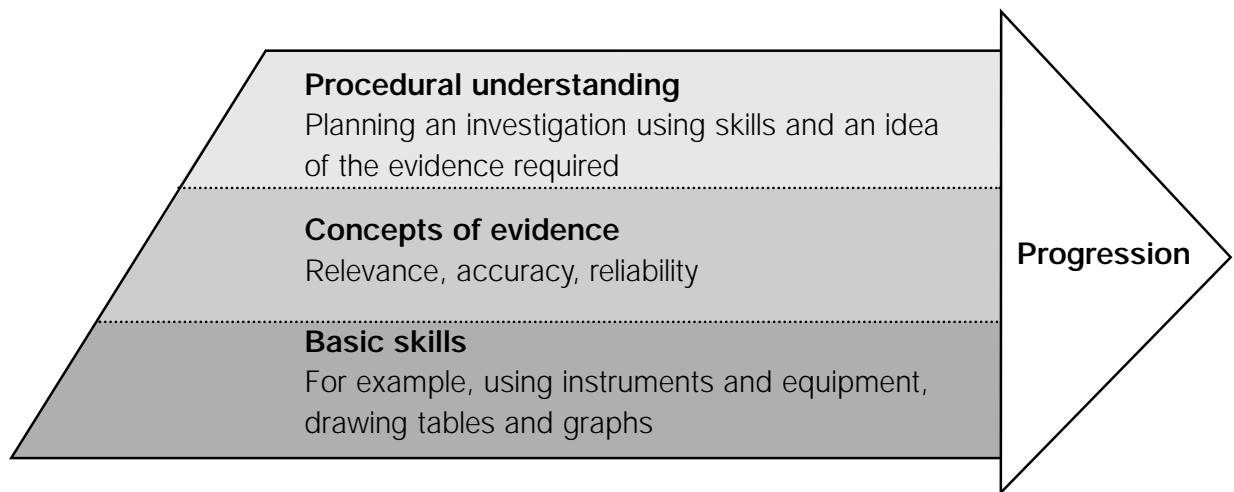 Procedural understanding
Planning an investigation using skills and an idea
of the evidence required
Concepts of evidence
Relevance, accuracy, reliability
Progression
Basic skills
For example, using instruments and equipment,
drawing tables and graphs